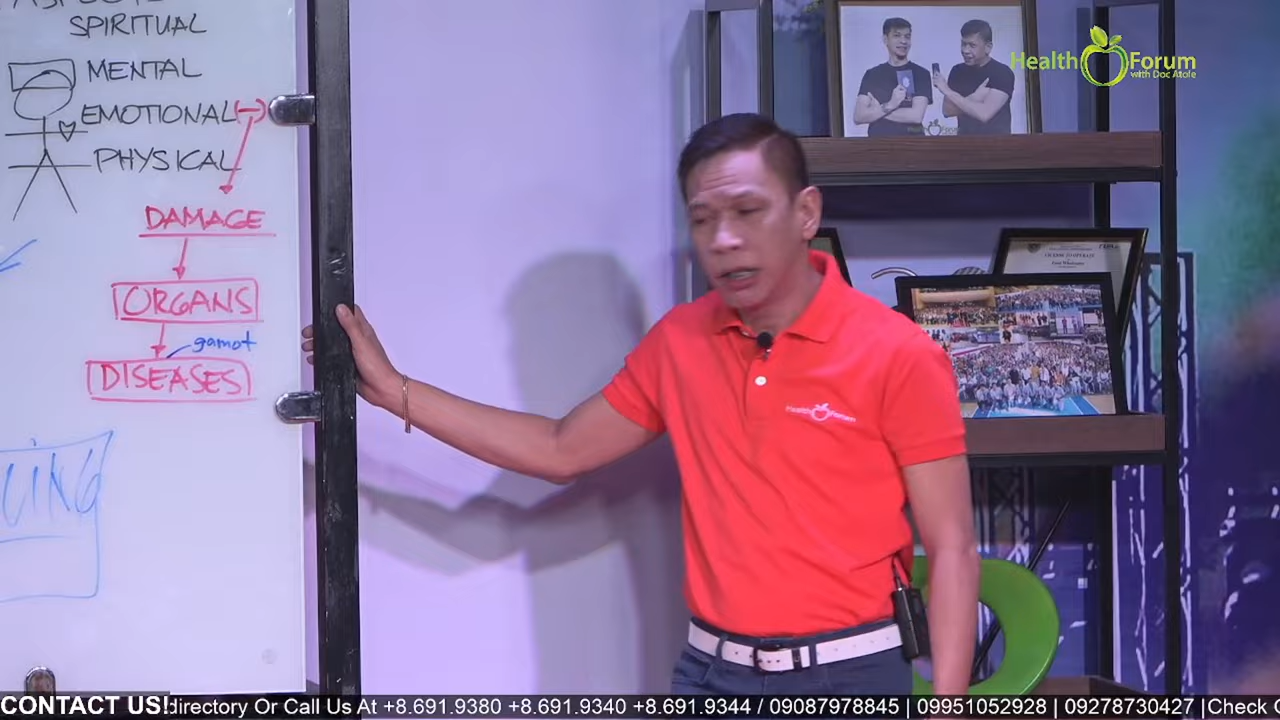 SPIRITUAL
MENTAL
EMOTIONAL (-)
PHYSICAL
DAMAGE
ORGANS
gamot
DISEASES
Health Forum
with Doc Atole
Health Forum
CONTACT US! directory Or Call Us At +8.691.9380 +8.691.9340 +8.691.9344 / 09087978845 | 09951052928 | 09278730427 |Check